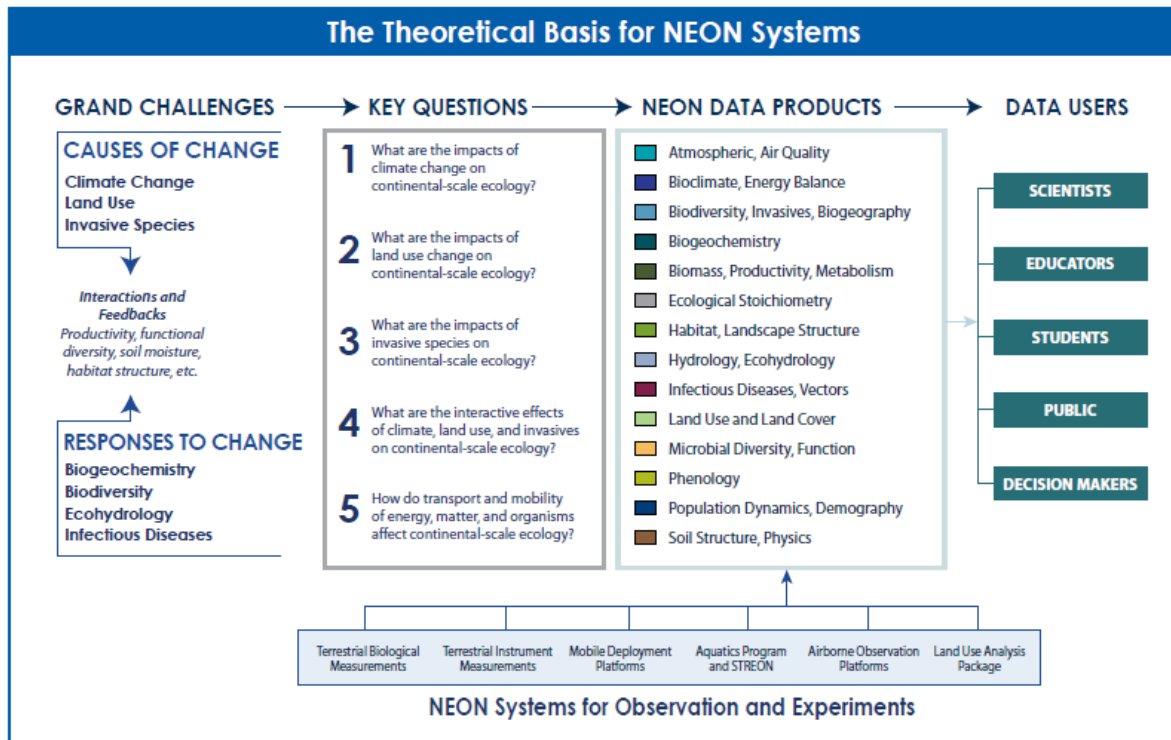 The Theoretical Basis for NEON Systems
GRAND CHALLENGES
KEY QUESTIONS
NEON DATA PRODUCTS
DATA USERS
CAUSES OF CHANGE
Climate Change
Land Use
Invasive Species
Interactions and
Feedbacks
Productivity, functional
diversity, soil moisture,
habitat structure, etc.
RESPONSES TO CHANGE
Biogeochemistry
Biodiversity
Ecohydrology
Infectious Diseases
1
What are the impacts of
climate change on
continental-scale ecology?
2
What are the impacts of
land use change on
continental-scale ecology?
3
What are the impacts of
invasive species on
continental-scale ecology?
4
What are the interactive effects
of climate, land use, and invasives
on continental-scale ecology?
5
How do transport and mobility
of energy, matter, and organisms
affect continental-scale ecology?
Atmospheric, Air Quality
Bioclimate, Energy Balance
Biodiversity, Invasives, Biogeography
Biogeochemistry
Biomass, Productivity, Metabolism
Ecological Stoichiometry
Habitat, Landscape Structure
Hydrology, Ecohydrology
Infectious Diseases, Vectors
Land Use and Land Cover
Microbial Diversity, Function
Phenology
Population Dynamics, Demography
Soil Structure, Physics
SCIENTISTS
EDUCATORS
STUDENTS
PUBLIC
DECISION MAKERS
Terrestrial Biological
Measurements
Terrestrial Instrument
Measurements
Mobile Deployment
Platforms
Aquatics Program
and STREON
Airborne Observation
Platforms
Land Use Analysis
Package
NEON Systems for Observation and Experiments